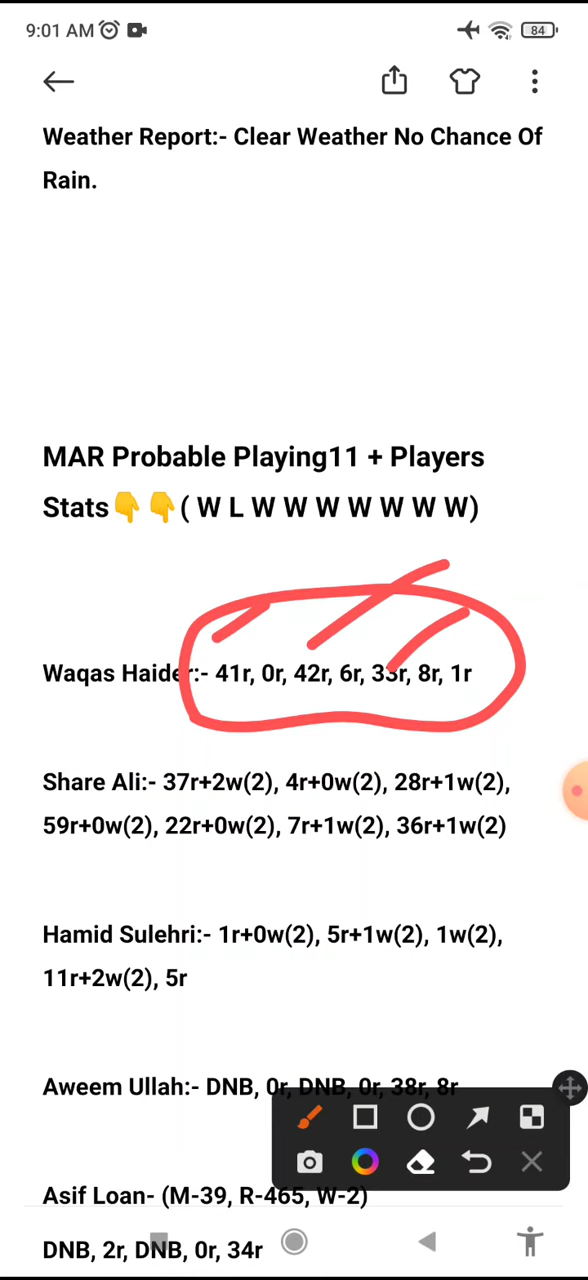 9:01 AM
84
Weather Report:- Clear Weather No Chance Of
Rain.
MAR Probable Playing11 + Players
Stats👇👇( W L W W W W W W W)
Waqas Haider:- 41r, 0r, 42r, 6r, 33r, 8r, 1r
Share Ali:- 37r+2w(2), 4r+0w(2), 28r+1w(2),
59r+0w(2), 22r+0w(2), 7r+1w(2), 36r+1w(2)
Hamid Sulehri:- 1r+0w(2), 5r+1w(2), 1w(2),
11r+2w(2), 5r
Aweem Ullah:- DNB, 0r, DNB, 0r, 38r, 8r
Asif Loan- (M-39, R-465, W-2)
DNB, 2r, DNB, 0r, 34r